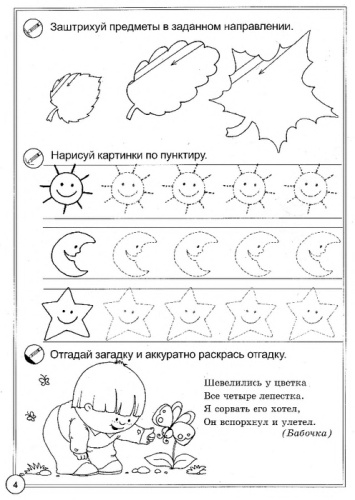 Заштрихуй предметы в заданном направлении.
Нарисуй картинки по пунктиру.
Отгадай загадку и аккуратно раскрась отгадку.
Шевелились у цветка
Все четыре лепестка.
Я сорвать его хотел,
Он вспорхнул и улетел.
(Бабочка)
4